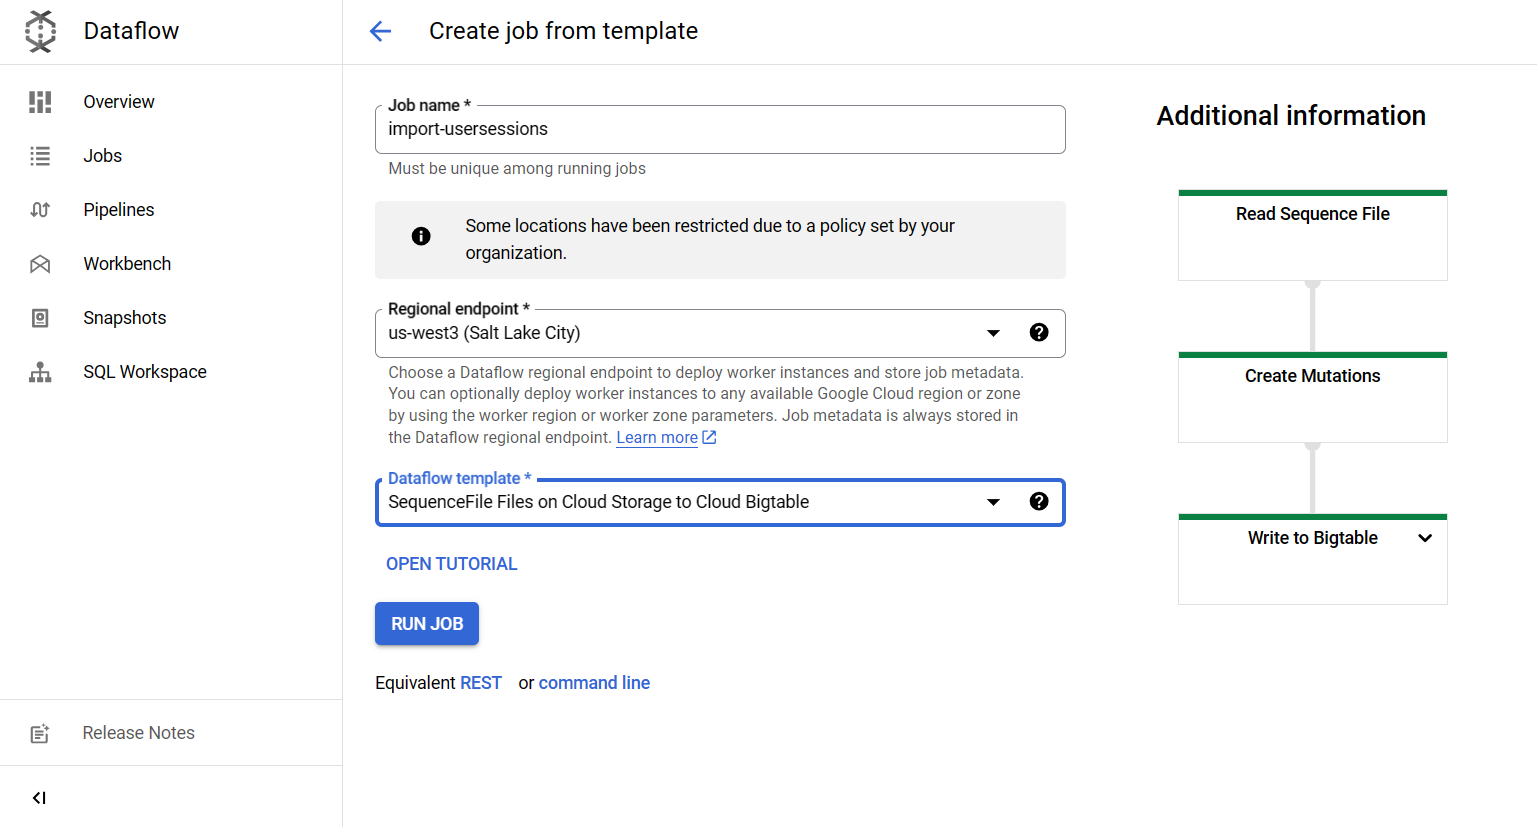 Dataflow
Create job from template
Overview
Jobs
Pipelines
Workbench
Snapshots
SQL Workspace
Release Notes
Job name *
import-usersessions
Must be unique among running jobs
Some locations have been restricted due to a policy set by your
organization.
Regional endpoint *
us-west3 (Salt Lake City)
Choose a Dataflow regional endpoint to deploy worker instances and store job metadata.
You can optionally deploy worker instances to any available Google Cloud region or zone
by using the worker region or worker zone parameters. Job metadata is always stored in
the Dataflow regional endpoint. Learn more
Dataflow template *
SequenceFile Files on Cloud Storage to Cloud Bigtable
OPEN TUTORIAL
RUN JOB
Equivalent REST or command line
Additional information
Read Sequence File
Create Mutations
Write to Bigtable